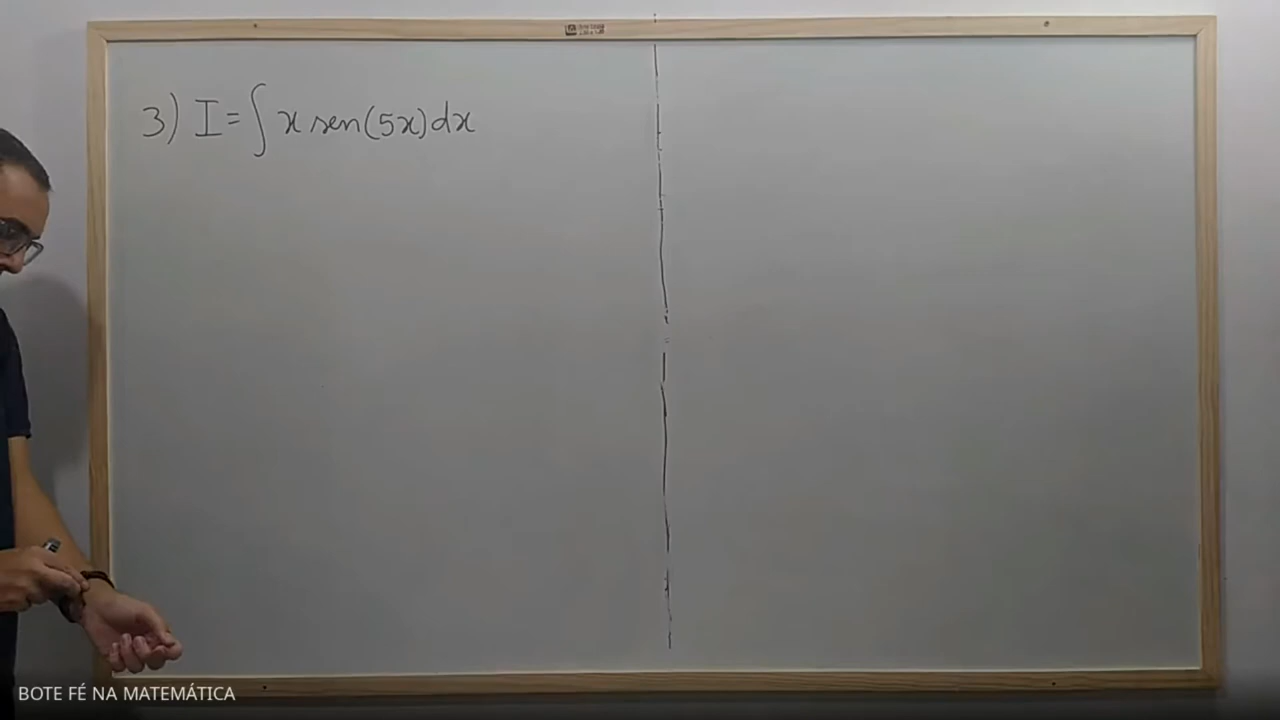 3) I = ∫ x sen(5x) dx
BOTE FÉ NA MATEMÁTICA